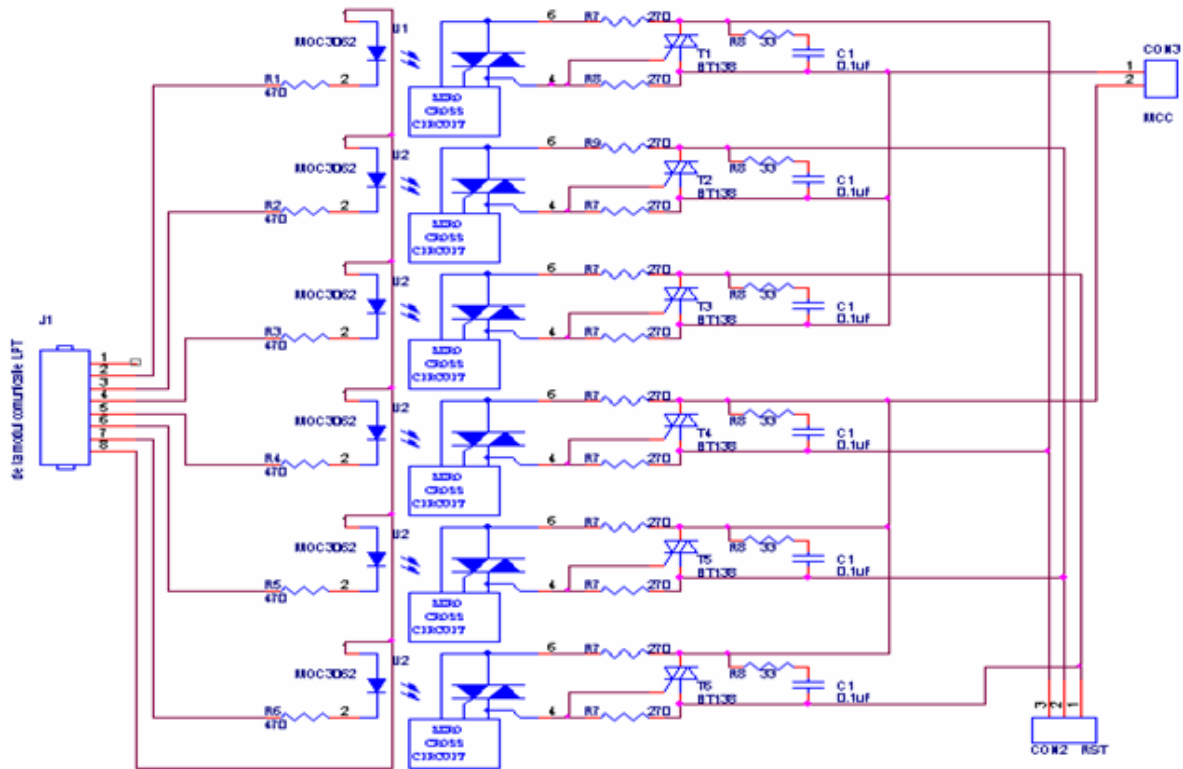 1
U1
MOC3062
R1
470
2
6
R7
270
T1
BT138
R8 33
C1
0.1uf
4
R8
270
ZERO
CROSS
CIRCUIT
CON3
1
2
MCC
1
U2
MOC3062
R2
470
2
6
R9
270
T2
BT138
R8 33
C1
0.1uf
4
R7
270
ZERO
CROSS
CIRCUIT
1
U2
MOC3062
R3
470
2
6
R7
270
T3
BT138
R8 33
C1
0.1uf
4
R7
270
ZERO
CROSS
CIRCUIT
J1
1
2
3
4
5
6
7
8
1
U2
MOC3062
R4
470
2
6
R7
270
T4
BT138
R8 33
C1
0.1uf
4
R7
270
ZERO
CROSS
CIRCUIT
1
U2
MOC3062
R5
470
2
6
R7
270
T5
BT138
R8 33
C1
0.1uf
4
R7
270
ZERO
CROSS
CIRCUIT
1
U2
MOC3062
R6
470
2
6
R7
270
T6
BT138
R8 33
C1
0.1uf
4
R7
270
ZERO
CROSS
CIRCUIT
3
2
1
CON2 RST